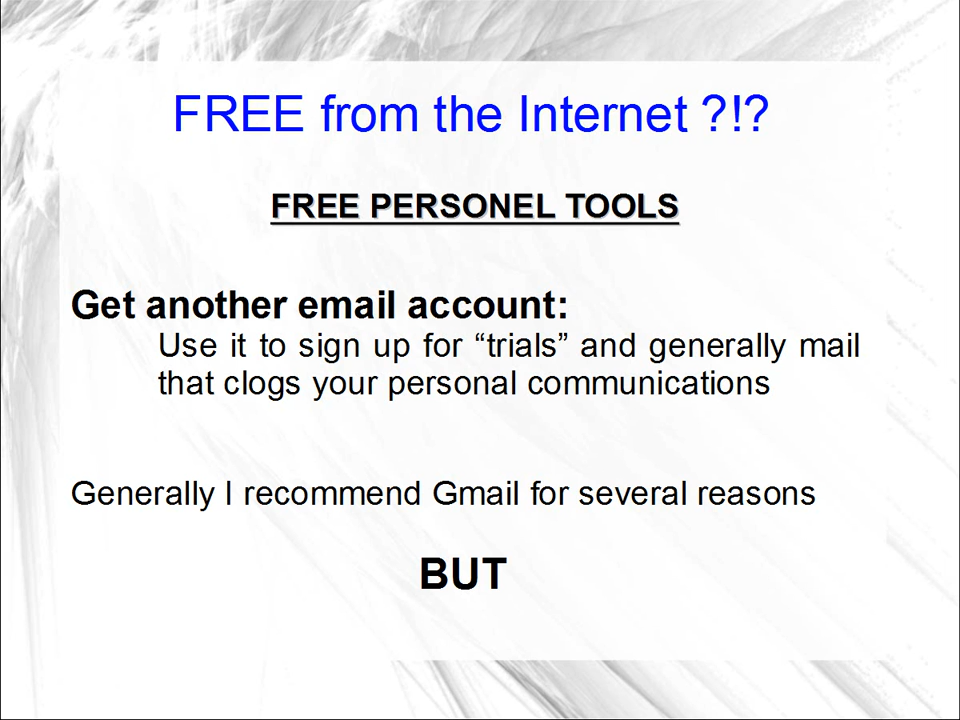 FREE from the Internet ?!?
FREE PERSONEL TOOLS
Get another email account:
Use it to sign up for “trials” and generally mail
that clogs your personal communications
Generally I recommend Gmail for several reasons
BUT